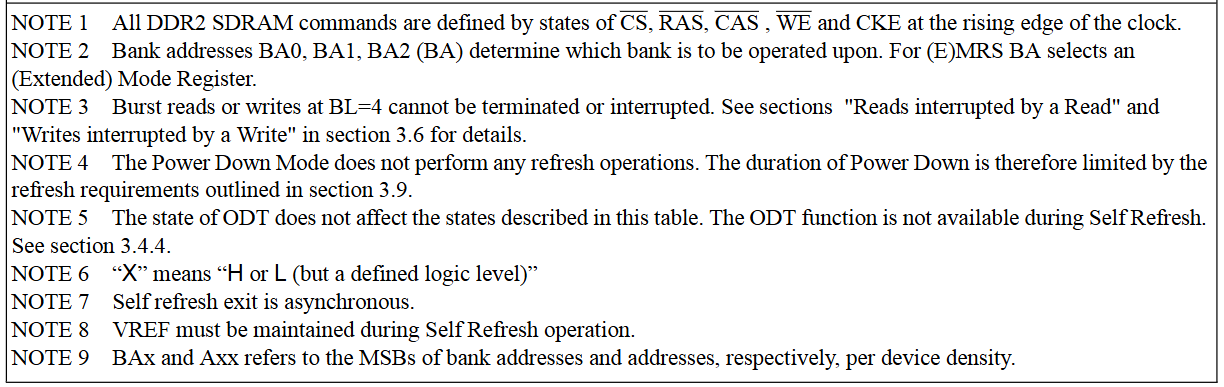 NOTE 1 All DDR2 SDRAM commands are defined by states of C̅S̅, R̅A̅S̅, C̅A̅S̅ , W̅E̅ and CKE at the rising edge of the clock.
NOTE 2 Bank addresses BA0, BA1, BA2 (BA) determine which bank is to be operated upon. For (E)MRS BA selects an
(Extended) Mode Register.
NOTE 3 Burst reads or writes at BL=4 cannot be terminated or interrupted. See sections "Reads interrupted by a Read" and
"Writes interrupted by a Write" in section 3.6 for details.
NOTE 4 The Power Down Mode does not perform any refresh operations. The duration of Power Down is therefore limited by the
refresh requirements outlined in section 3.9.
NOTE 5 The state of ODT does not affect the states described in this table. The ODT function is not available during Self Refresh.
See section 3.4.4.
NOTE 6 “X” means “H or L (but a defined logic level)”
NOTE 7 Self refresh exit is asynchronous.
NOTE 8 VREF must be maintained during Self Refresh operation.
NOTE 9 BAx and Axx refers to the MSBs of bank addresses and addresses, respectively, per device density.